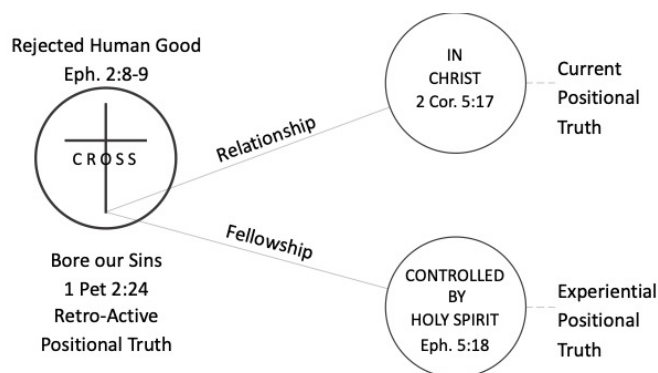 Rejected Human Good
Eph. 2:8-9
CROSS
Bore our Sins
1 Pet 2:24
Retro-Active
Positional Truth
Relationship
Fellowship
IN
CHRIST
2 Cor. 5:17
Current
Positional
Truth
CONTROLLED
BY
HOLY SPIRIT
Eph. 5:18
Experiential
Positional
Truth